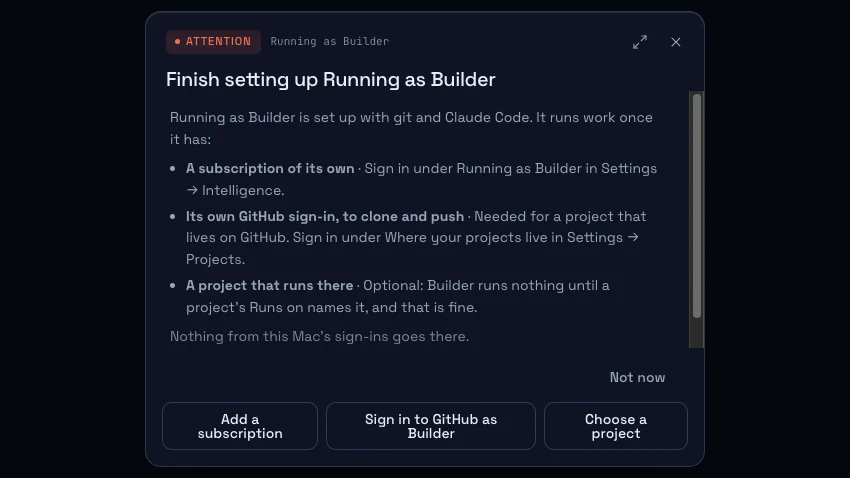 ATTENTION Running as Builder
Finish setting up Running as Builder
Running as Builder is set up with git and Claude Code. It runs work once
it has:
• A subscription of its own · Sign in under Running as Builder in Settings
→ Intelligence.
• Its own GitHub sign-in, to clone and push · Needed for a project that
lives on GitHub. Sign in under Where your projects live in Settings →
Projects.
• A project that runs there · Optional: Builder runs nothing until a
project's Runs on names it, and that is fine.
Nothing from this Mac's sign-ins goes there.
Not now
Add a
subscription
Sign in to GitHub as
Builder
Choose a
project